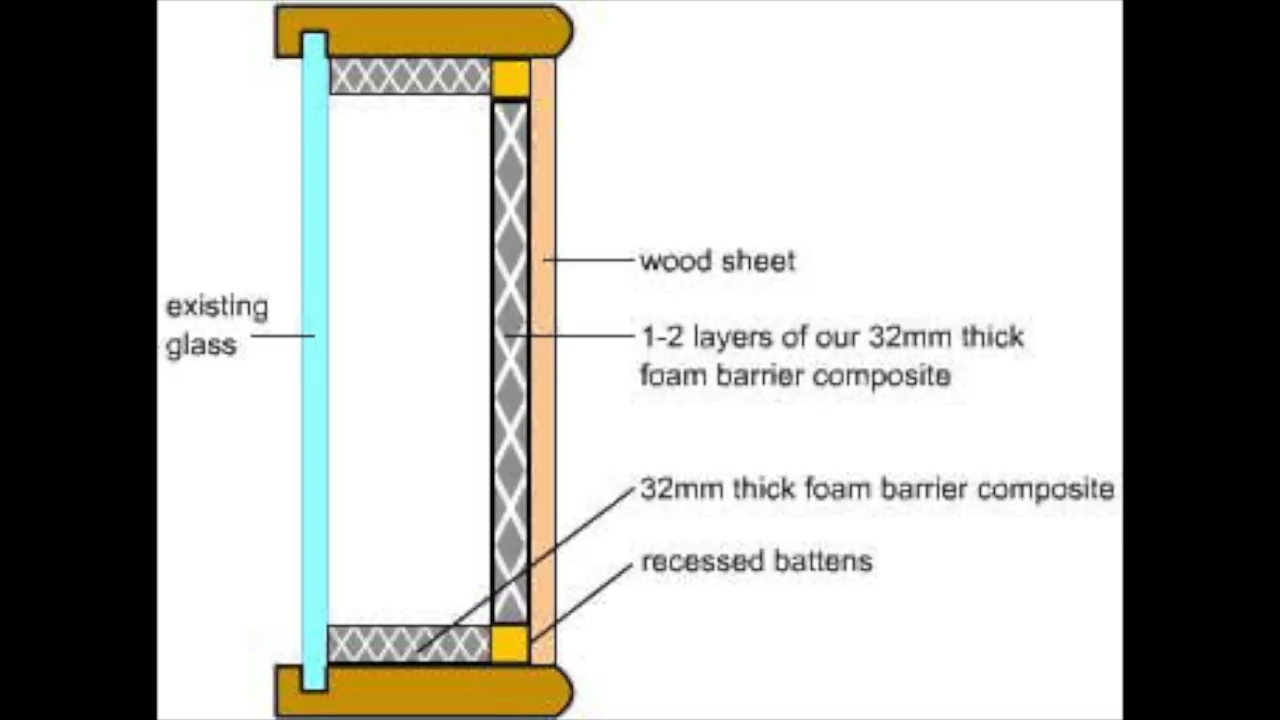 wood sheet
existing
glass
1-2 layers of our 32mm thick
foam barrier composite
32mm thick foam barrier composite
recessed battens